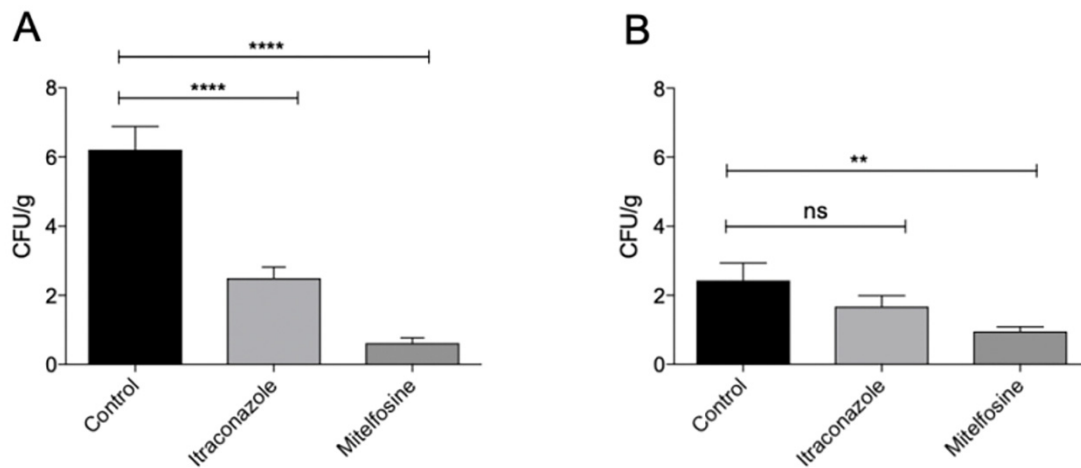 A
****
****
8
6
4
2
0
CFU/g
Control
Itraconazole
Mitelfosine
B
**
ns
8
6
4
2
0
CFU/g
Control
Itraconazole
Mitelfosine